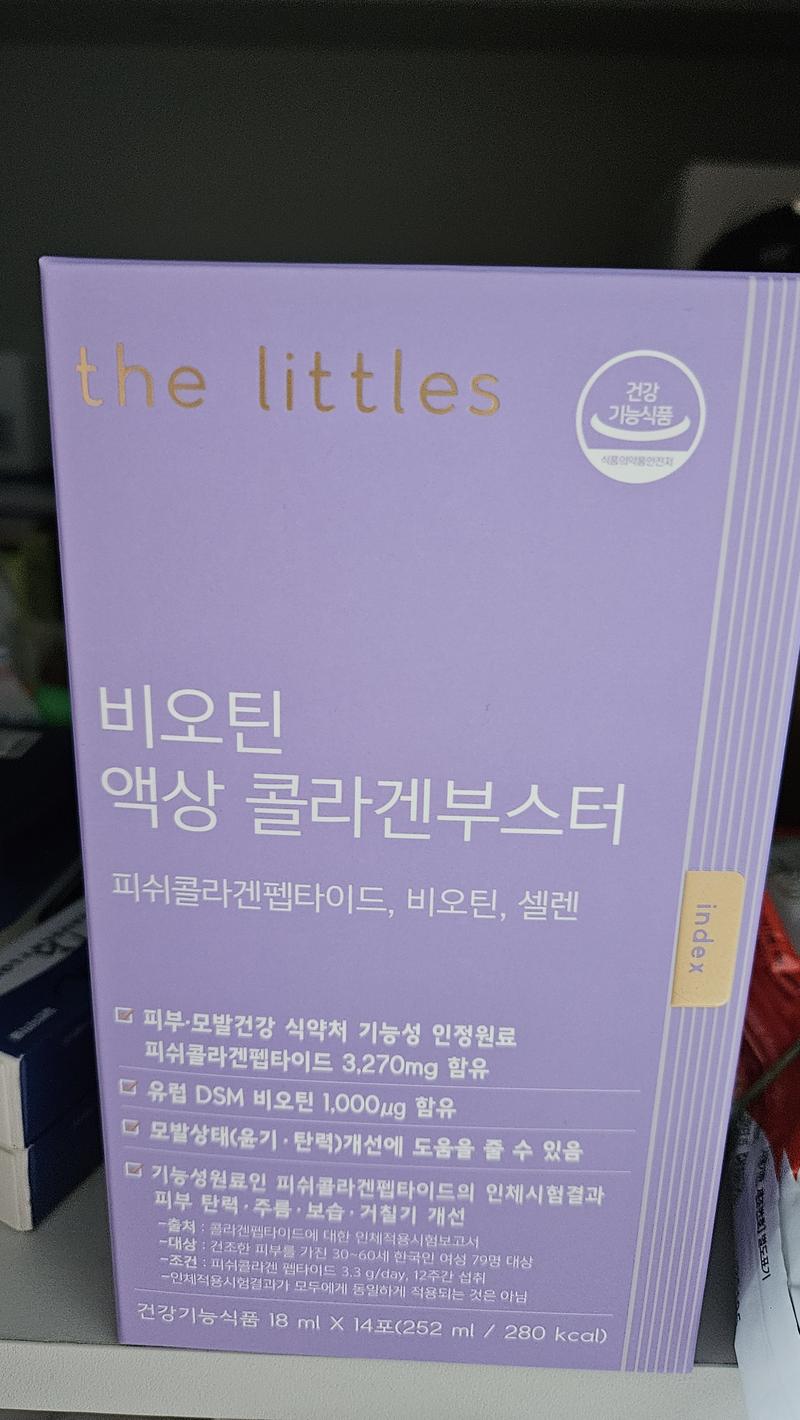 the littles
건강
기능식품
식품의약품안전처
비오틴
액상 콜라겐부스터
피쉬콜라겐펩타이드, 비오틴, 셀렌
index
피부·모발건강 식약처 기능성 인정원료
피쉬콜라겐펩타이드 3,270mg 함유
유럽 DSM 비오틴 1,000µg 함유
모발상태(윤기·탄력)개선에 도움을 줄 수 있음
기능성원료인 피쉬콜라겐펩타이드의 인체시험결과
피부 탄력·주름·보습·거칠기 개선
-출처 : 콜라겐펩타이드에 대한 인체적용시험보고서
-대상 : 건조한 피부를 가진 30~60세 한국인 여성 79명 대상
-조건 : 피쉬콜라겐 펩타이드 3.3 g/day, 12주간 섭취
-인체적용시험결과가 모두에게 동일하게 적용되는 것은 아님
건강기능식품 18 ml X 14포(252 ml / 280 kcal)